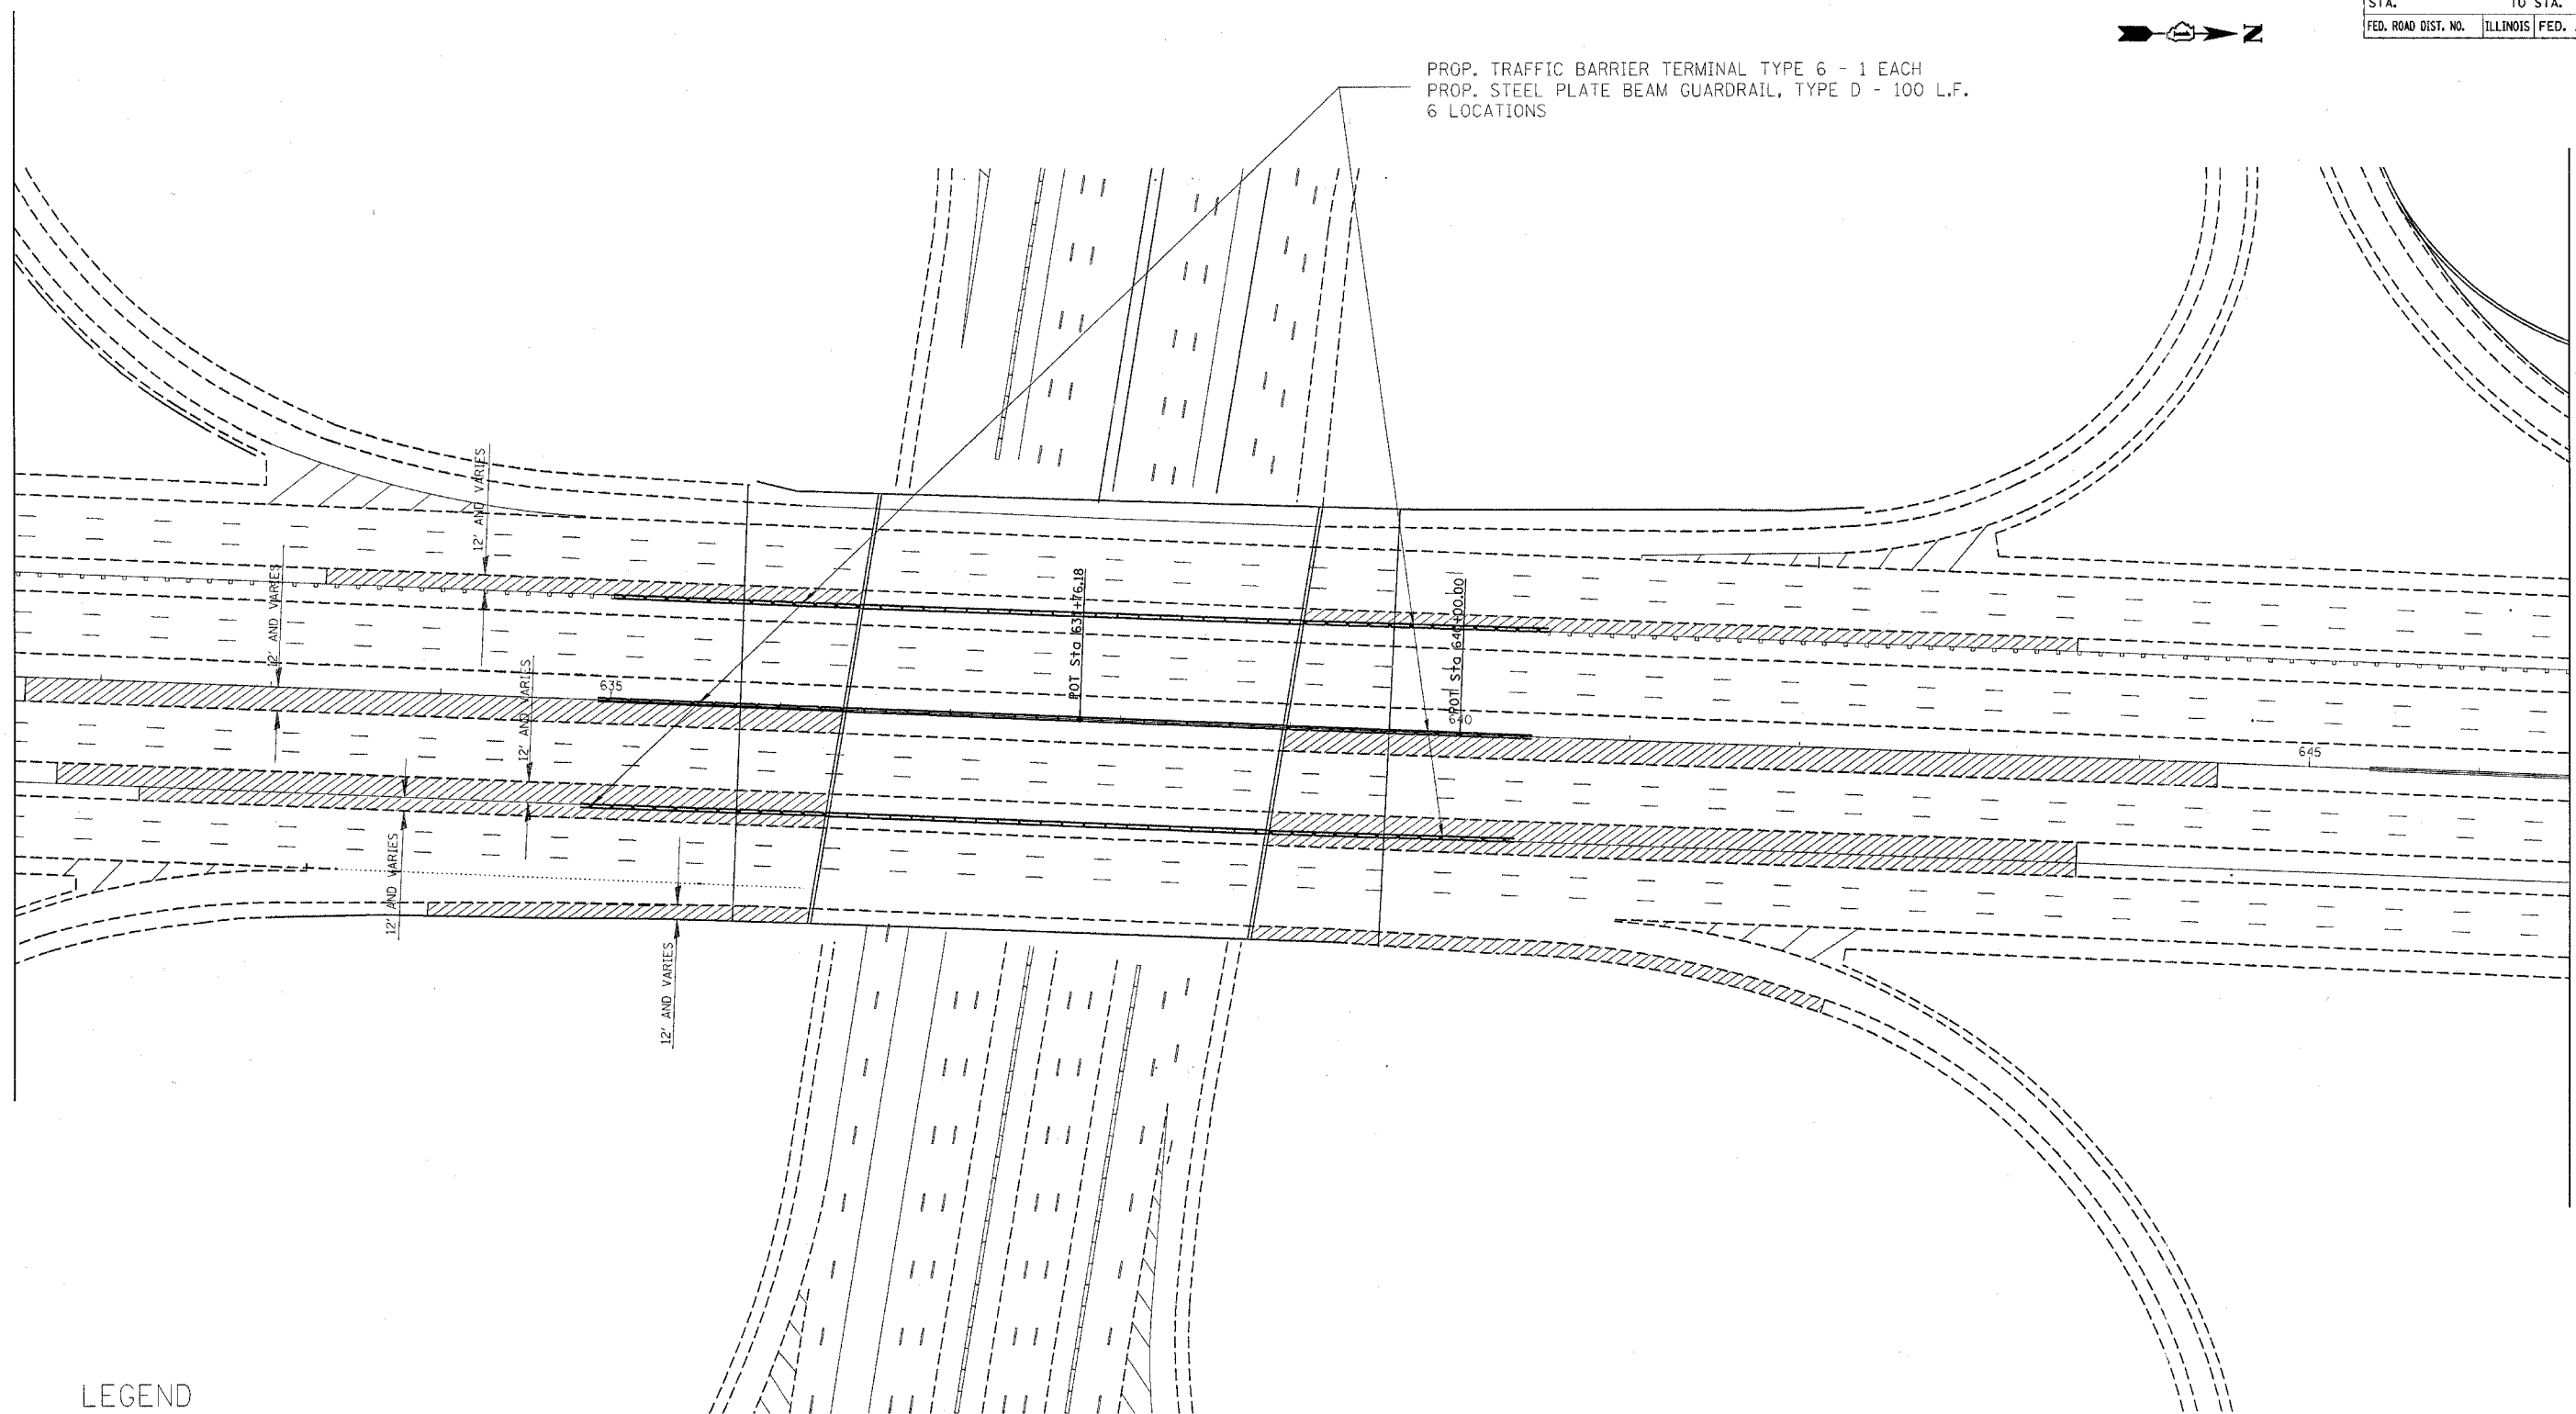 STA. TO STA.
FED. ROAD DIST. NO. ILLINOIS FED.
N
PROP. TRAFFIC BARRIER TERMINAL TYPE 6 - 1 EACH
PROP. STEEL PLATE BEAM GUARDRAIL, TYPE D - 100 L.F.
6 LOCATIONS
12' AND VARIES
12' AND VARIES
12' AND VARIES
12' AND VARIES
12' AND VARIES
POT Sta 637+76.18
POT Sta 640+00.00
635
640
645
LEGEND